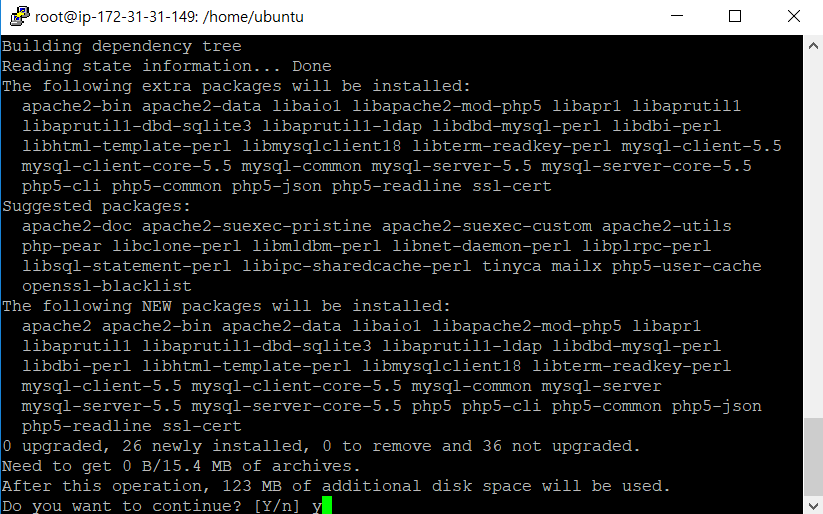 root@ip-172-31-31-149: /home/ubuntu
Building dependency tree
Reading state information... Done
The following extra packages will be installed:
  apache2-bin apache2-data libaio1 libapache2-mod-php5 libapr1 libaprutil1
  libaprutil1-dbd-sqlite3 libaprutil1-ldap libdbd-mysql-perl libdbi-perl
  libhtml-template-perl libmysqlclient18 libterm-readkey-perl mysql-client-5.5
  mysql-client-core-5.5 mysql-common mysql-server-5.5 mysql-server-core-5.5
  php5-cli php5-common php5-json php5-readline ssl-cert
Suggested packages:
  apache2-doc apache2-suexec-pristine apache2-suexec-custom apache2-utils
  php-pear libclone-perl libmldbm-perl libnet-daemon-perl libplrpc-perl
  libsql-statement-perl libipc-sharedcache-perl tinyca mailx php5-user-cache
  openssl-blacklist
The following NEW packages will be installed:
  apache2 apache2-bin apache2-data libaio1 libapache2-mod-php5 libapr1
  libaprutil1 libaprutil1-dbd-sqlite3 libaprutil1-ldap libdbd-mysql-perl
  libdbi-perl libhtml-template-perl libmysqlclient18 libterm-readkey-perl
  mysql-client-5.5 mysql-client-core-5.5 mysql-common mysql-server
  mysql-server-5.5 mysql-server-core-5.5 php5 php5-cli php5-common php5-json
  php5-readline ssl-cert
0 upgraded, 26 newly installed, 0 to remove and 36 not upgraded.
Need to get 0 B/15.4 MB of archives.
After this operation, 123 MB of additional disk space will be used.
Do you want to continue? [Y/n] y